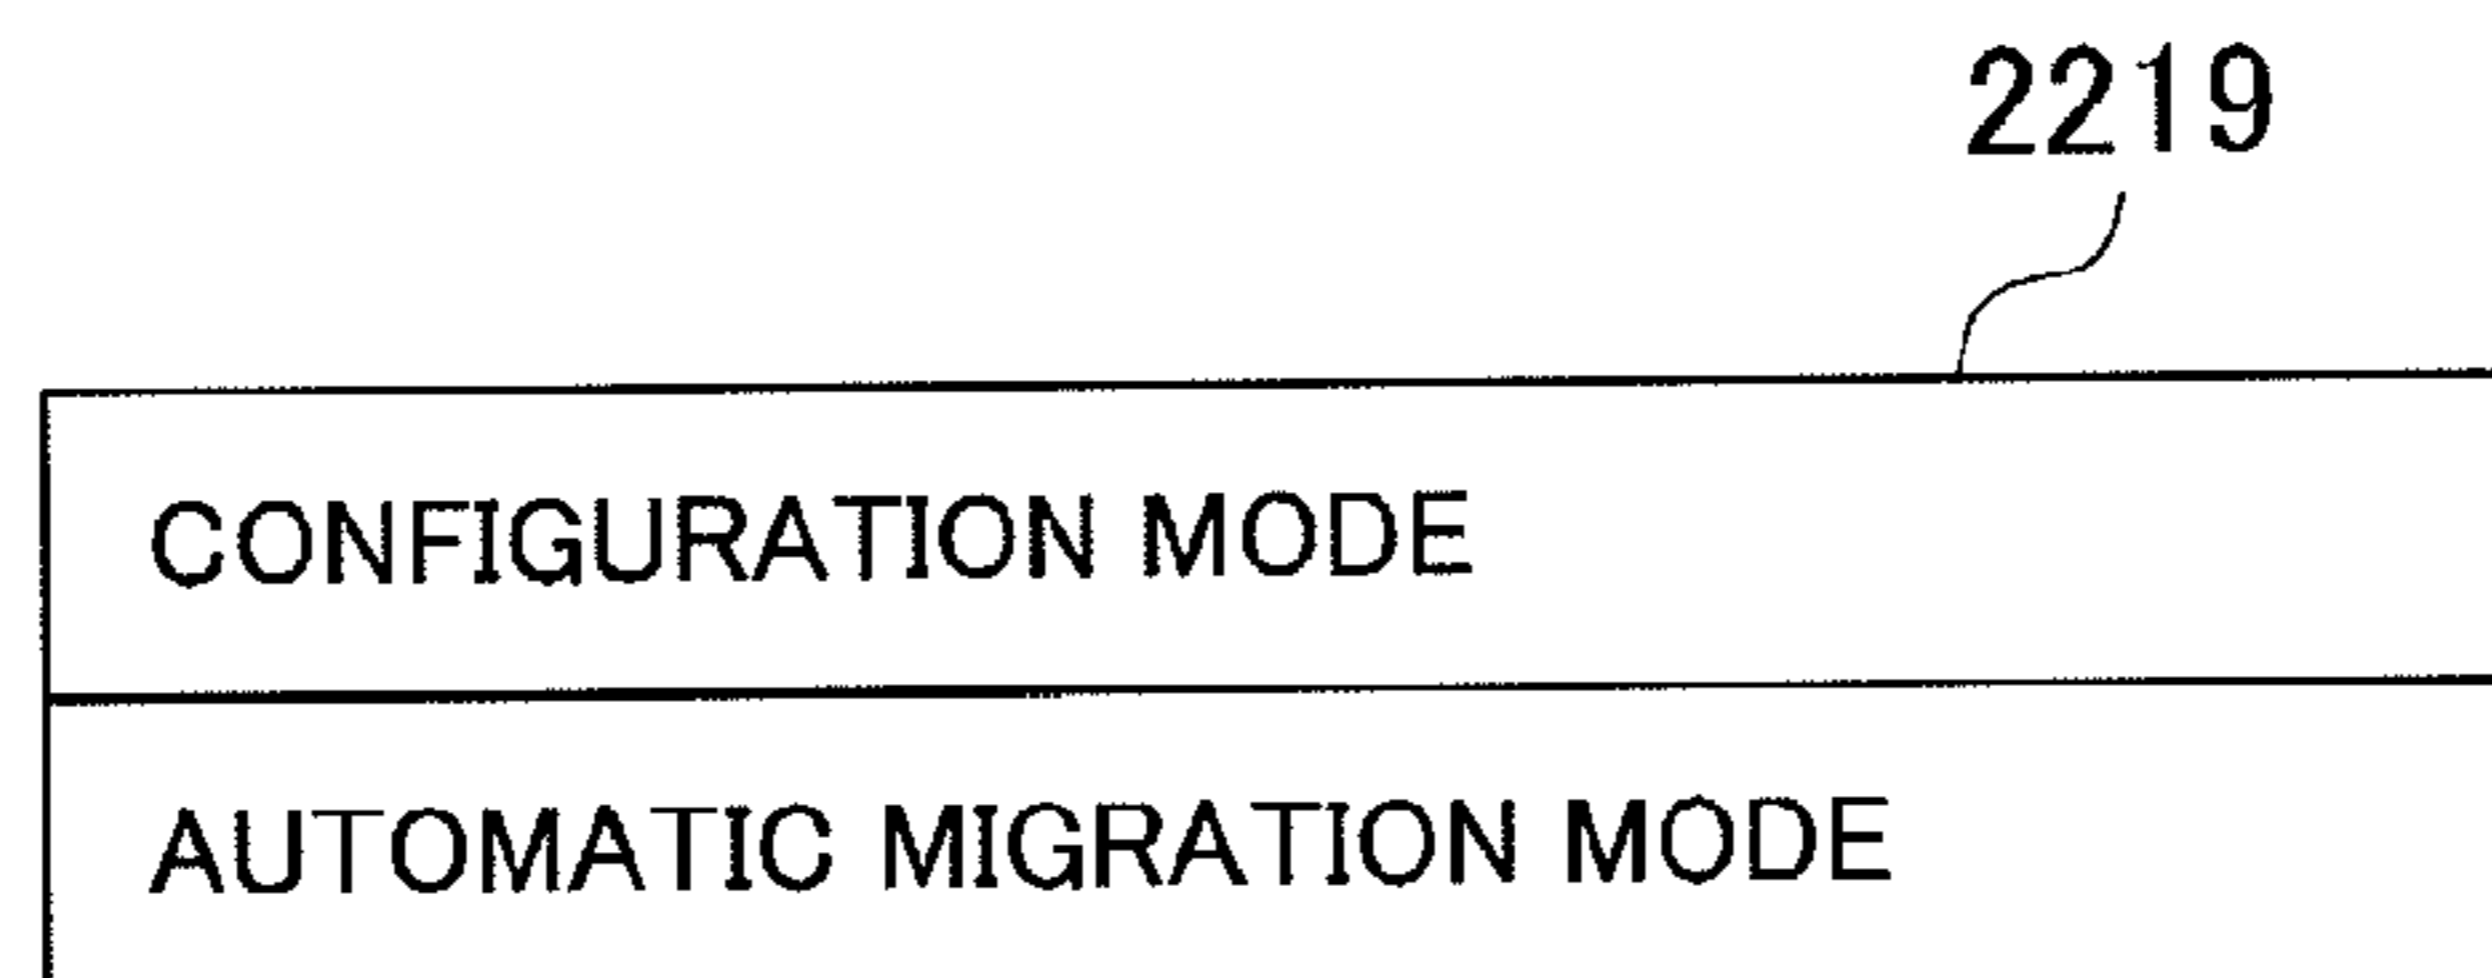 2219
CONFIGURATION MODE
AUTOMATIC MIGRATION MODE